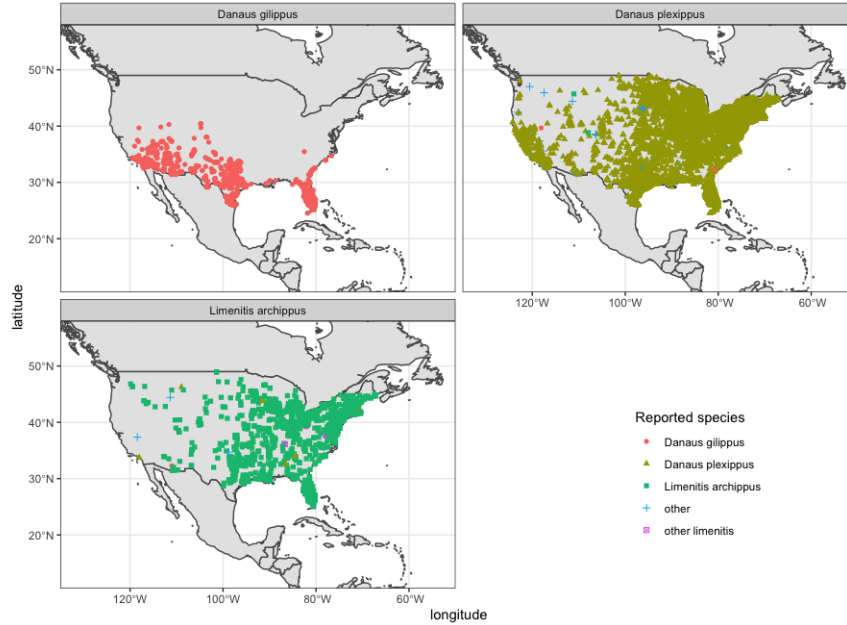 Danaus gilippus
Danaus plexippus
50°N
40°N
30°N
20°N
120°W
100°W
80°W
60°W
latitude
Limenitis archippus
50°N
40°N
30°N
20°N
120°W
100°W
80°W
60°W
longitude
Reported species
Danaus gilippus
Danaus plexippus
Limenitis archippus
other
other limenitis